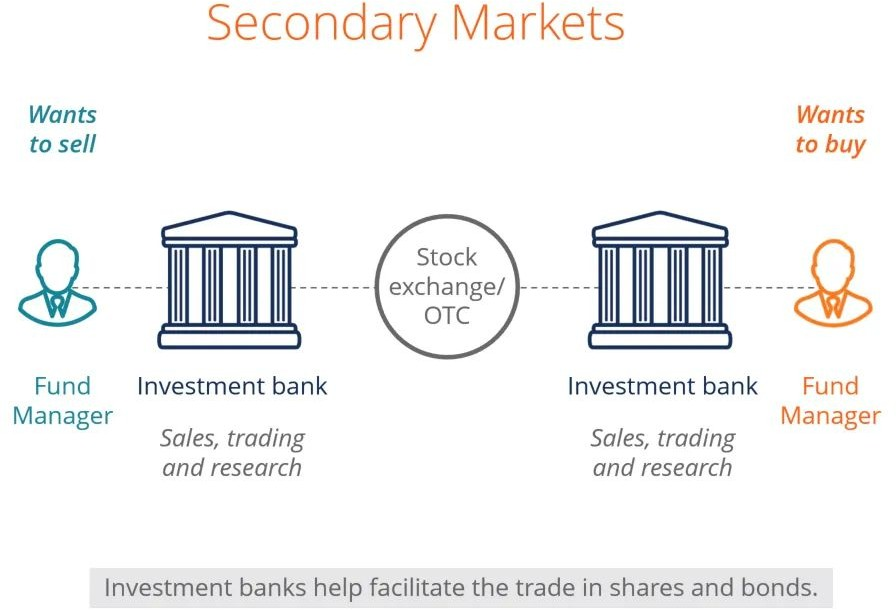 Secondary Markets
Wants
to sell
Wants
to buy
Stock
exchange/
OTC
Fund
Manager
Investment bank
Investment bank
Fund
Manager
Sales, trading
and research
Sales, trading
and research
Investment banks help facilitate the trade in shares and bonds.